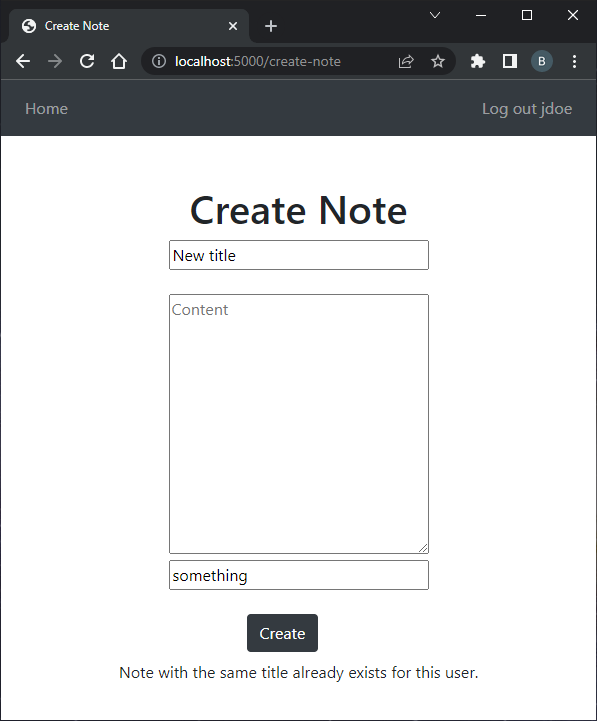 Create Note
localhost:5000/create-note
B
Home
Log out jdoe
Create Note
New title
Content
something
Create
Note with the same title already exists for this user.